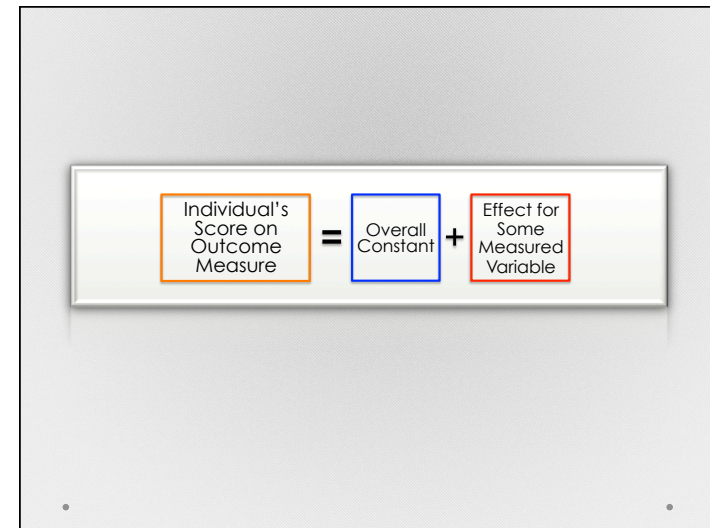 Individual's
Score on
Outcome
Measure
=
Overall
Constant
+
Effect for
Some
Measured
Variable